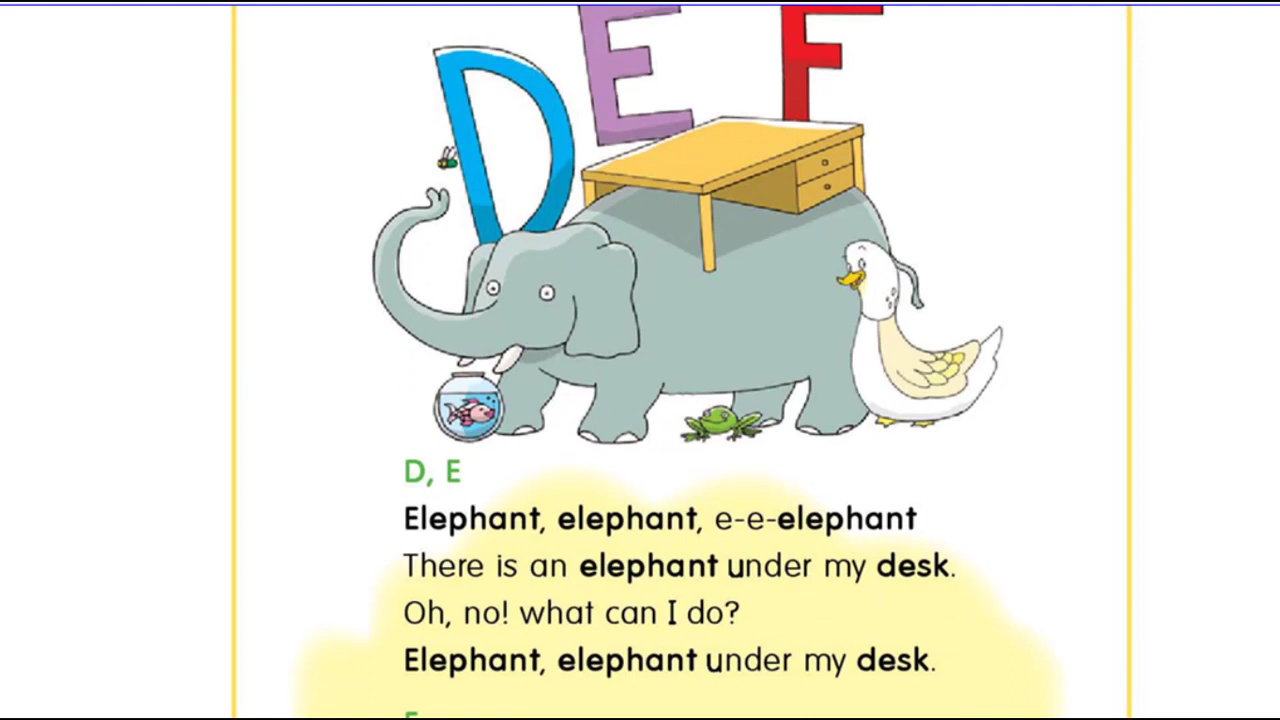 D E F
D, E
Elephant, elephant, e-e-elephant
There is an elephant under my desk.
Oh, no! what can I do?
Elephant, elephant under my desk.